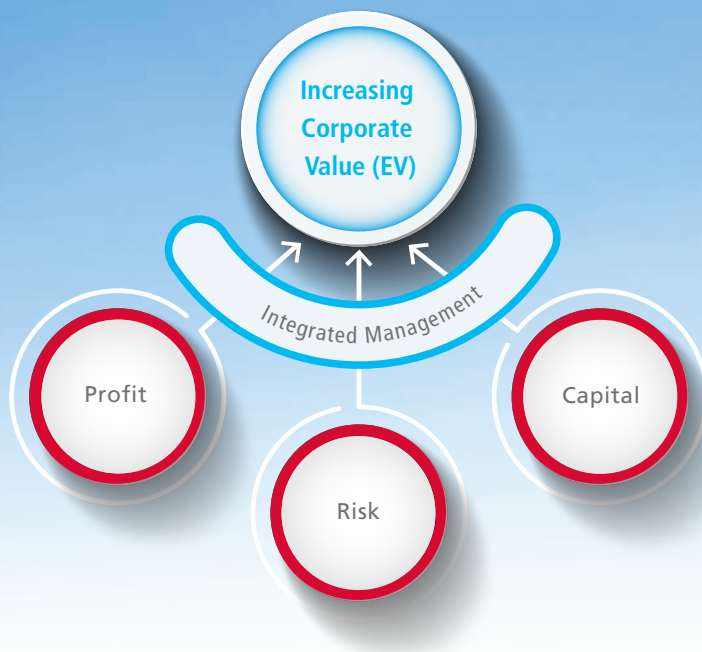 Increasing
Corporate
Value (EV)
Integrated Management
Profit
Capital
Risk